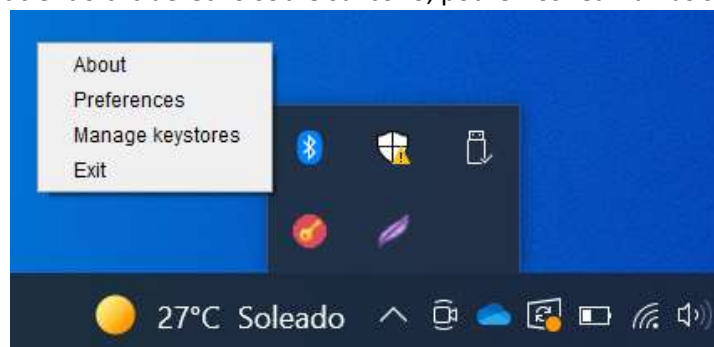 About
Preferences
Manage keystores
Exit
27°C Soleado